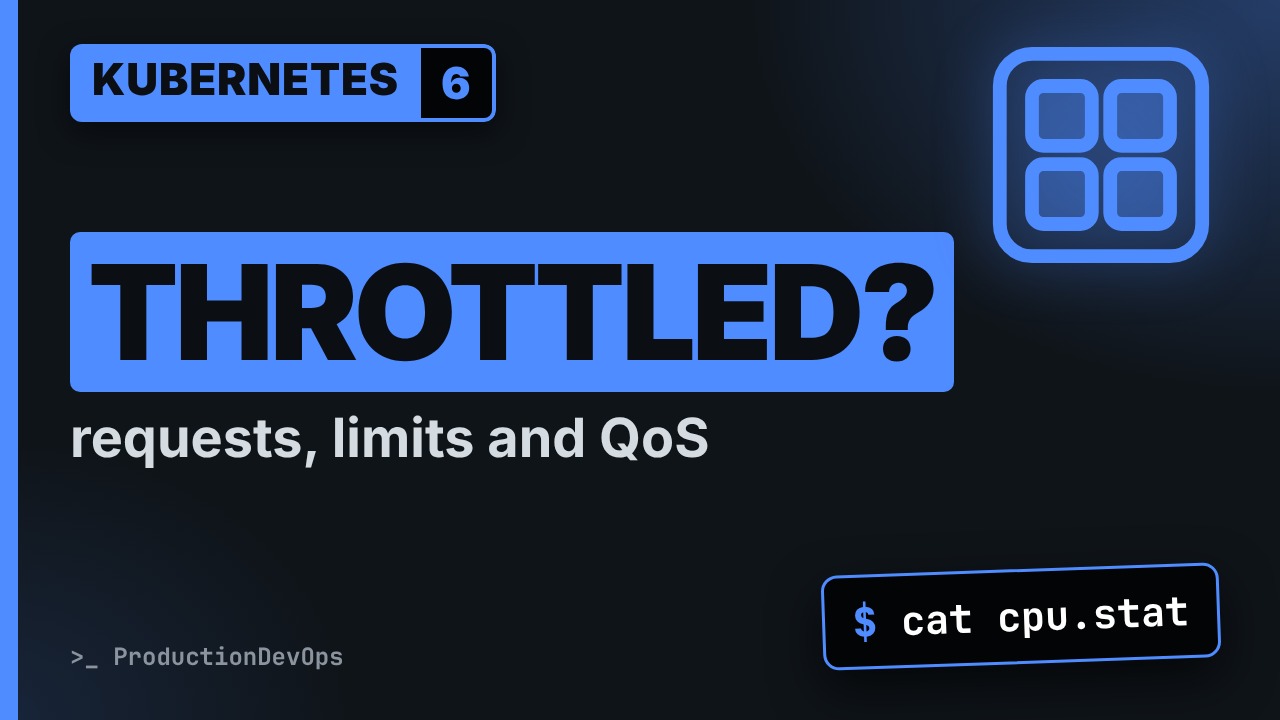 KUBERNETES 6
THROTTLED?
requests, limits and QoS
$ cat cpu.stat
>_ ProductionDevOps